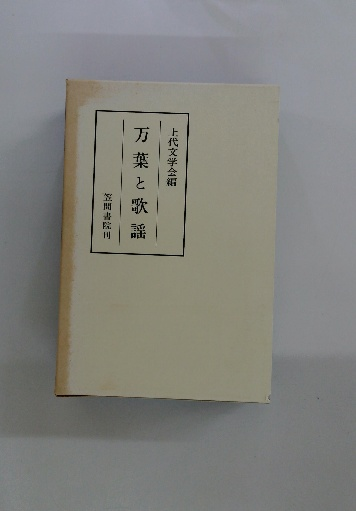 上代文学会編
万葉と歌謡
笠間書院刊